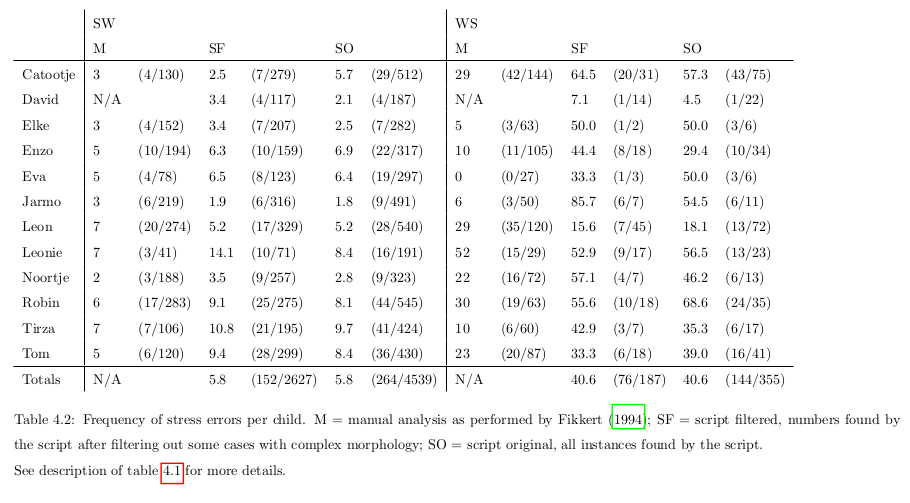 SW WS
M SF SO M SF SO
Catootje 3 (4/130) 2.5 (7/279) 5.7 (29/512) 29 (42/144) 64.5 (20/31) 57.3 (43/75)
David N/A 3.4 (4/117) 2.1 (4/187) N/A 7.1 (1/14) 4.5 (1/22)
Elke 3 (4/152) 3.4 (7/207) 2.5 (7/282) 5 (3/63) 50.0 (1/2) 50.0 (3/6)
Enzo 5 (10/194) 6.3 (10/159) 6.9 (22/317) 10 (11/105) 44.4 (8/18) 29.4 (10/34)
Eva 5 (4/78) 6.5 (8/123) 6.4 (19/297) 0 (0/27) 33.3 (1/3) 50.0 (3/6)
Jarmo 3 (6/219) 1.9 (6/316) 1.8 (9/491) 6 (3/50) 85.7 (6/7) 54.5 (6/11)
Leon 7 (20/274) 5.2 (17/329) 5.2 (28/540) 29 (35/120) 15.6 (7/45) 18.1 (13/72)
Leonie 7 (3/41) 14.1 (10/71) 8.4 (16/191) 52 (15/29) 52.9 (9/17) 56.5 (13/23)
Noortje 2 (3/188) 3.5 (9/257) 2.8 (9/323) 22 (16/72) 57.1 (4/7) 46.2 (6/13)
Robin 6 (17/283) 9.1 (25/275) 8.1 (44/545) 30 (19/63) 55.6 (10/18) 68.6 (24/35)
Tirza 7 (7/106) 10.8 (21/195) 9.7 (41/424) 10 (6/60) 42.9 (3/7) 35.3 (6/17)
Tom 5 (6/120) 9.4 (28/299) 8.4 (36/430) 23 (20/87) 33.3 (6/18) 39.0 (16/41)
Totals N/A 5.8 (152/2627) 5.8 (264/4539) N/A 40.6 (76/187) 40.6 (144/355)
Table 4.2: Frequency of stress errors per child. M = manual analysis as performed by Fikkert (1994); SF = script filtered, numbers found by
the script after filtering out some cases with complex morphology; SO = script original, all instances found by the script.
See description of table 4.1 for more details.